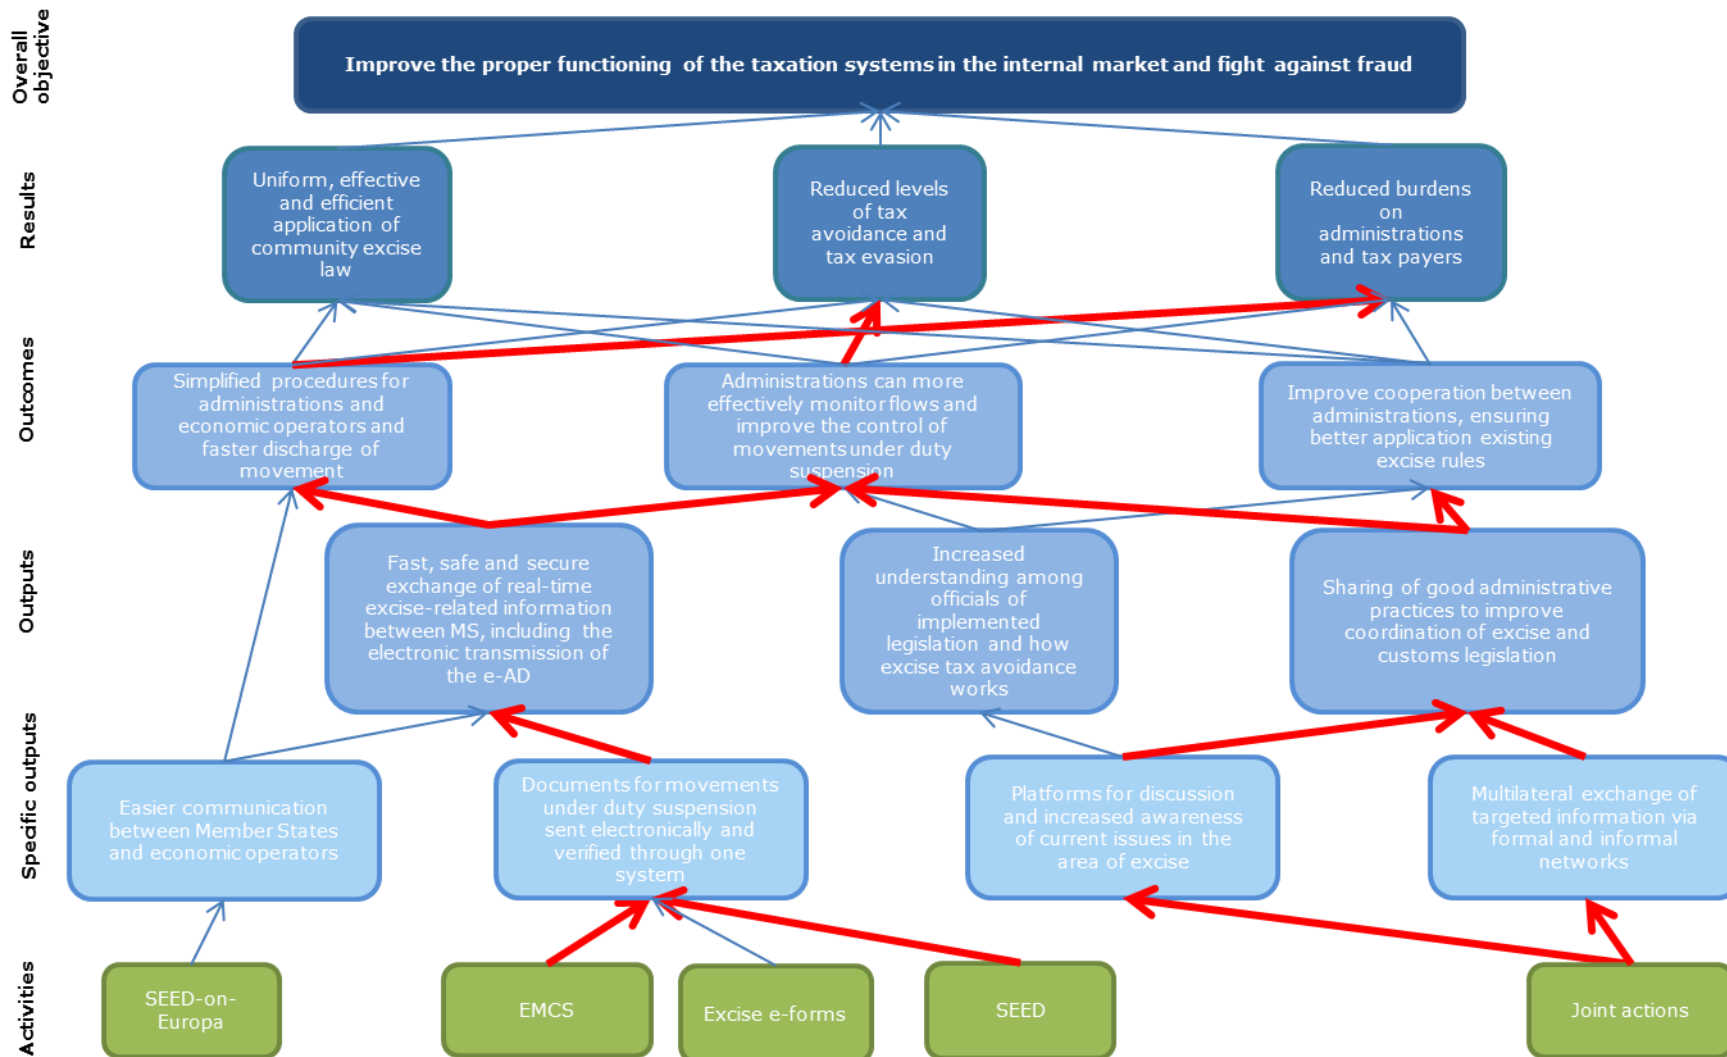 Overall
objective
Improve the proper functioning of the taxation systems in the internal market and fight against fraud
Results
Uniform, effective
and efficient
application of
community excise
law
Reduced levels
of tax
avoidance and
tax evasion
Reduced burdens
on
administrations
and tax payers
Outcomes
Simplified procedures for
administrations and
economic operators and
faster discharge of
movement
Administrations can more
effectively monitor flows and
improve the control of
movements under duty
suspension
Improve cooperation between
administrations, ensuring
better application existing
excise rules
Outputs
Fast, safe and secure
exchange of real-time
excise-related information
between MS, including the
electronic transmission of
the e-AD
Increased
understanding among
officials of
implemented
legislation and how
excise tax avoidance
works
Sharing of good administrative
practices to improve
coordination of excise and
customs legislation
Specific outputs
Easier communication
between Member States
and economic operators
Documents for movements
under duty suspension
sent electronically and
verified through one
system
Platforms for discussion
and increased awareness
of current issues in the
area of excise
Multilateral exchange of
targeted information via
formal and informal
networks
Activities
SEED-on-
Europa
EMCS
Excise e-forms
SEED
Joint actions